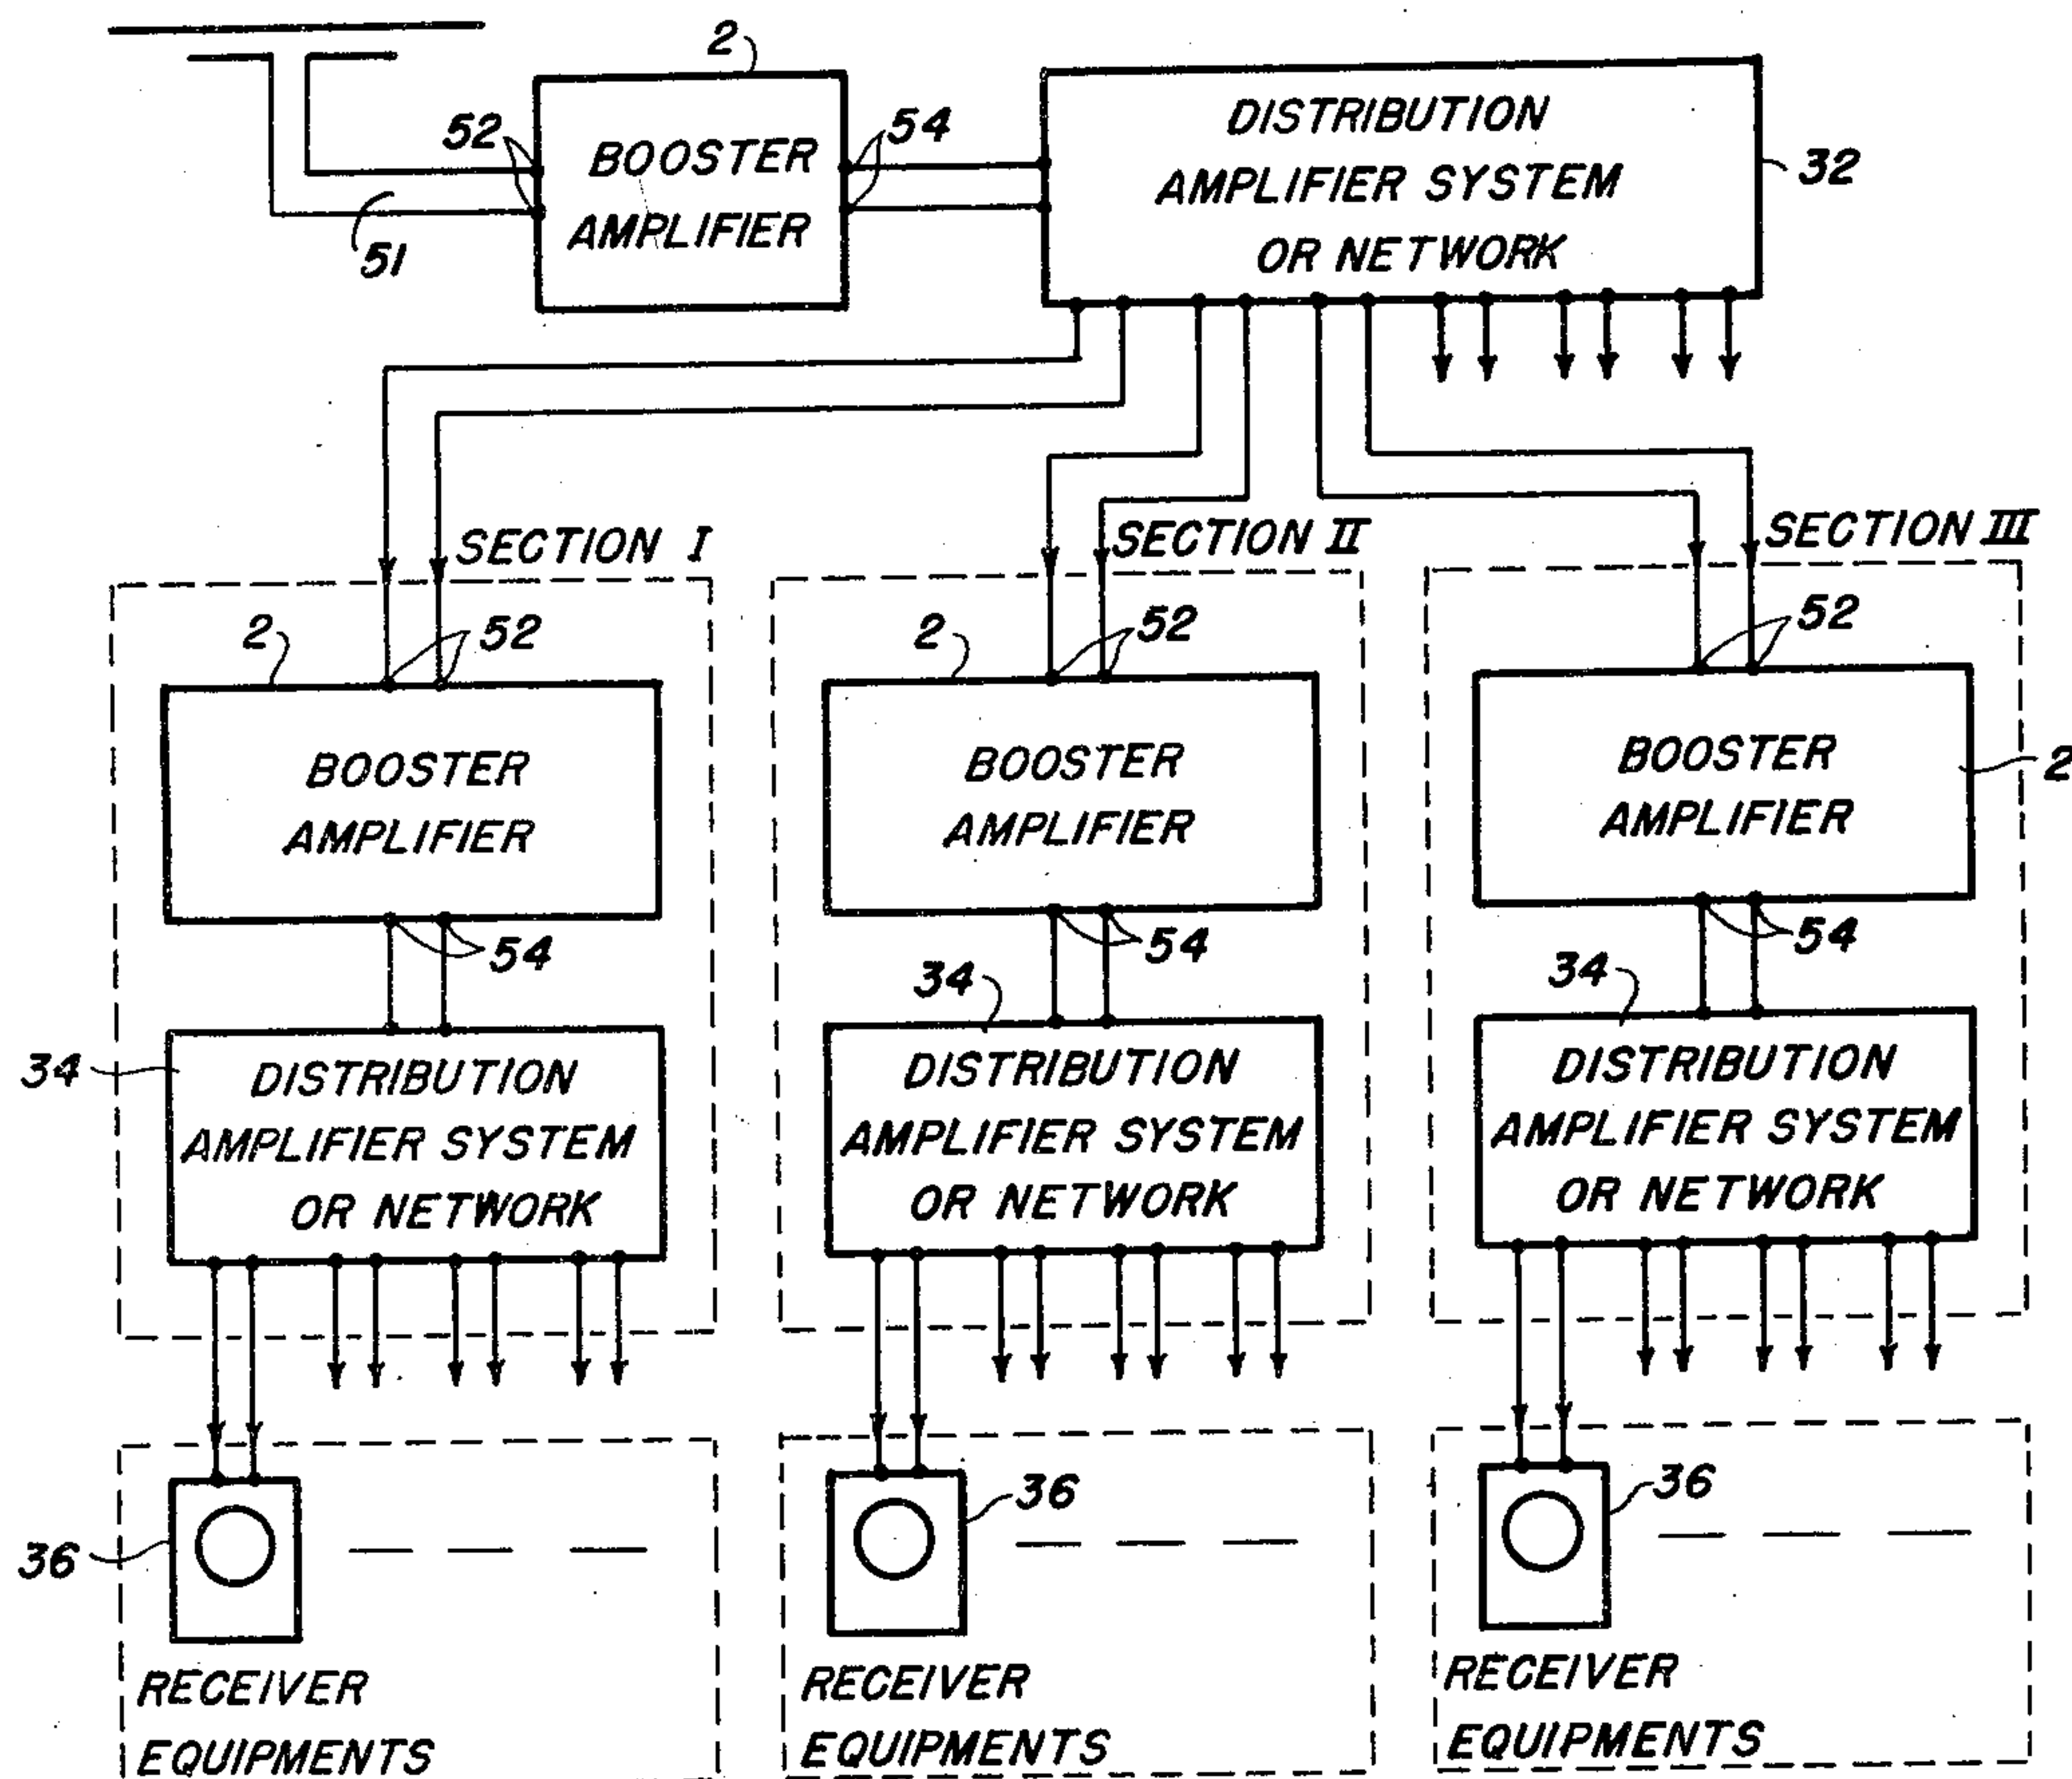 2
52
54
BOOSTER
AMPLIFIER
51
DISTRIBUTION
AMPLIFIER SYSTEM
OR NETWORK
32
SECTION I
SECTION II
SECTION III
2
52
BOOSTER
AMPLIFIER
54
34
DISTRIBUTION
AMPLIFIER SYSTEM
OR NETWORK
36
RECEIVER
EQUIPMENTS
2
52
BOOSTER
AMPLIFIER
54
34
DISTRIBUTION
AMPLIFIER SYSTEM
OR NETWORK
36
RECEIVER
EQUIPMENTS
52
BOOSTER
AMPLIFIER
2
54
34
DISTRIBUTION
AMPLIFIER SYSTEM
OR NETWORK
36
RECEIVER
EQUIPMENTS